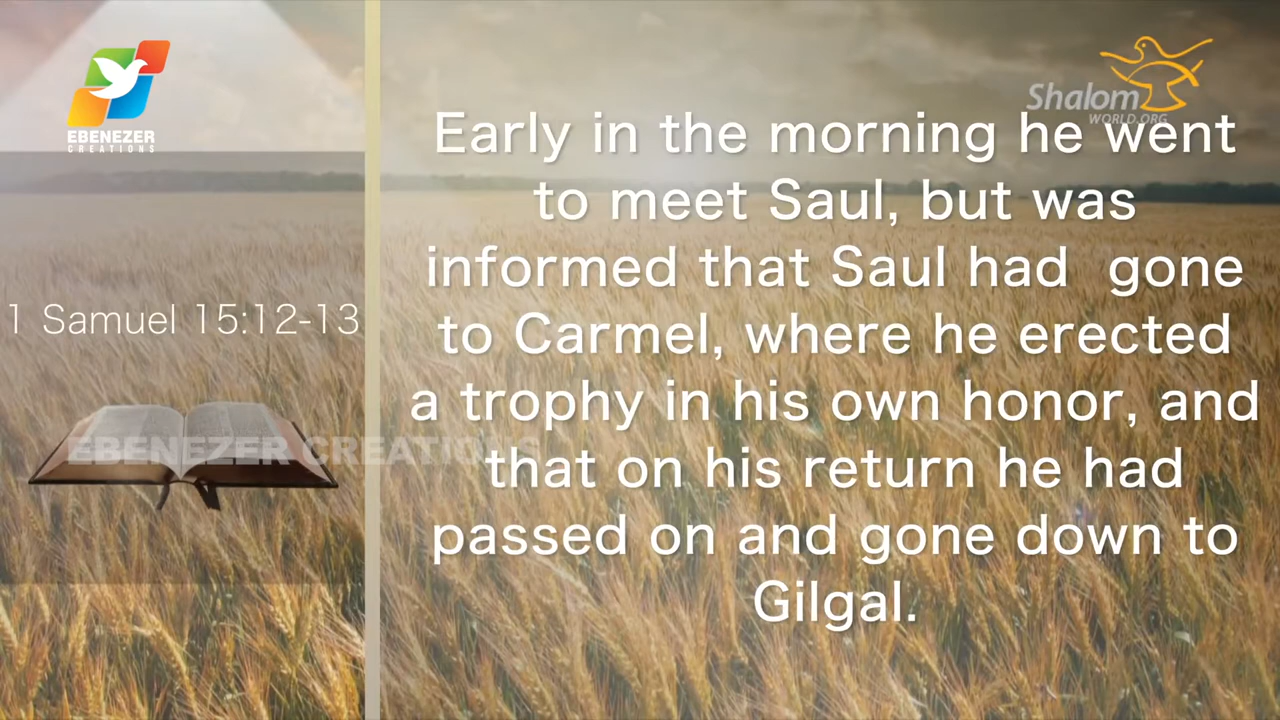 EBENEZER
CREATIONS
Shalom
WORLD.ORG
1 Samuel 15:12-13
Early in the morning he went
to meet Saul, but was
informed that Saul had gone
to Carmel, where he erected
a trophy in his own honor, and
that on his return he had
passed on and gone down to
Gilgal.
EBENEZER CREATIONS